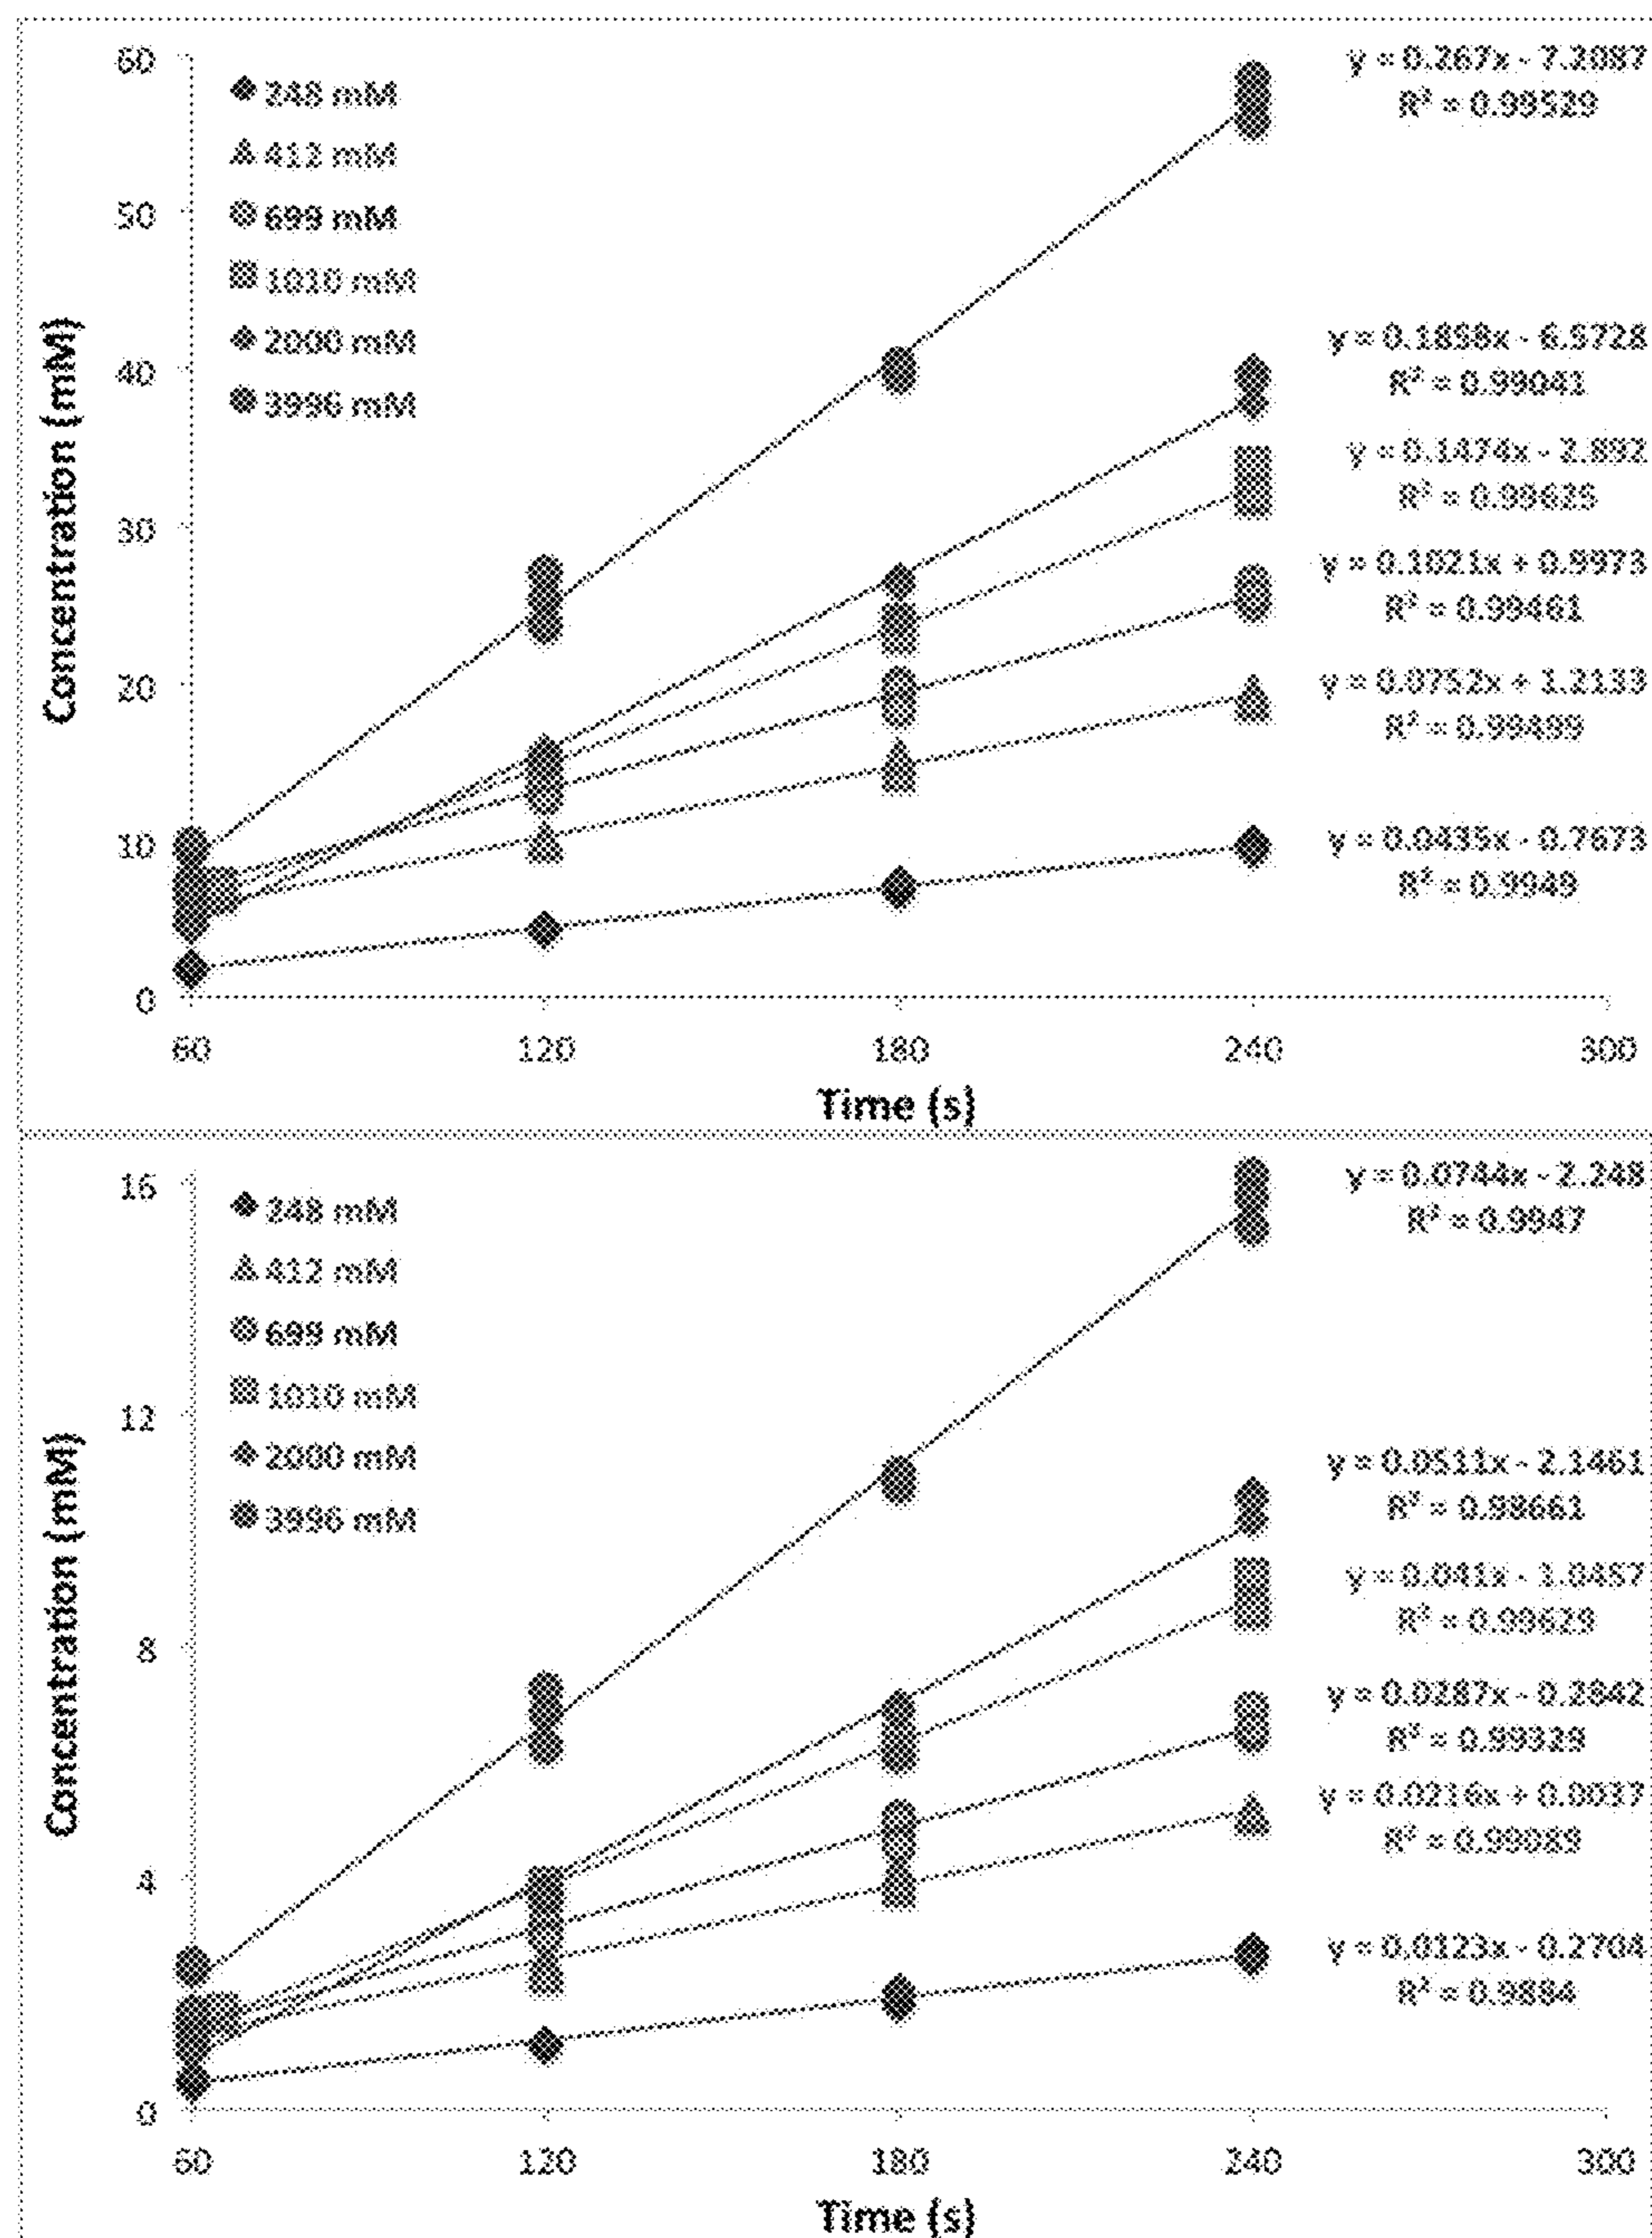 60
50
40
30
20
10
0
Concentration (mM)
248 mM
412 mM
699 mM
1010 mM
2000 mM
3996 mM
y = 0.267x - 7.2087
R² = 0.99529
y = 0.1858x - 6.5728
R² = 0.99041
y = 0.1474x - 2.892
R² = 0.99625
y = 0.1021x + 0.9973
R² = 0.99461
y = 0.0752x + 1.2133
R² = 0.99499
y = 0.0435x - 0.7673
R² = 0.9949
60 120 180 240 300
Time (s)
16
12
8
4
0
Concentration (mM)
248 mM
412 mM
699 mM
1010 mM
2000 mM
3996 mM
y = 0.0744x - 2.248
R² = 0.9947
y = 0.0511x - 2.1461
R² = 0.98661
y = 0.041x - 1.0457
R² = 0.99629
y = 0.0287x - 0.2842
R² = 0.99329
y = 0.0216x + 0.0037
R² = 0.99089
y = 0.0123x - 0.2704
R² = 0.9884
60 120 180 240 300
Time (s)